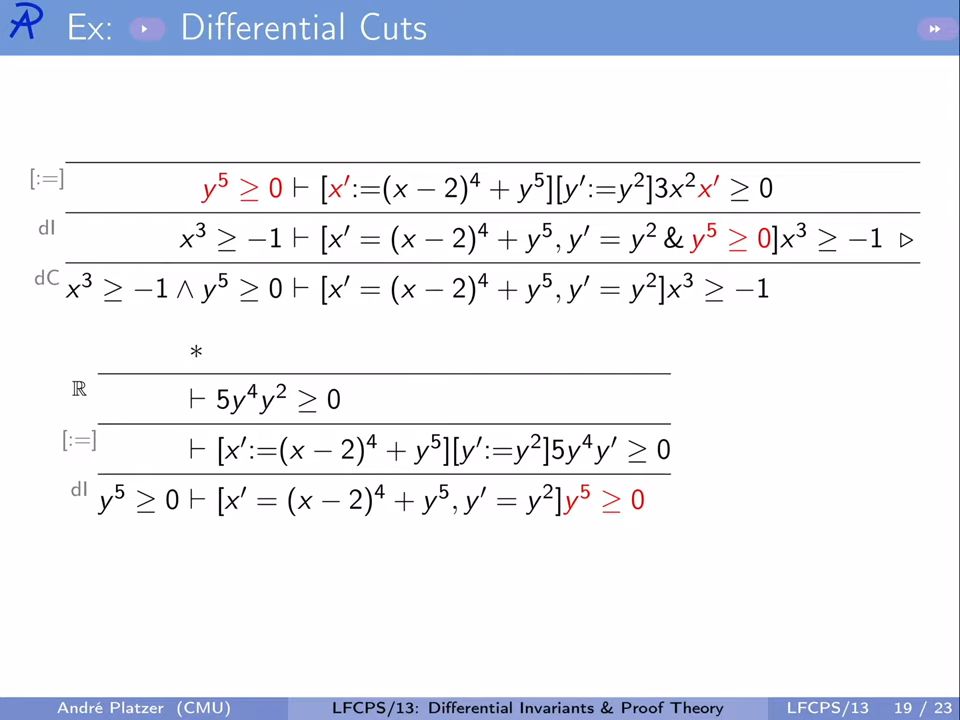 Ex: Differential Cuts
[:=] y⁵ ≥ 0 ⊢ [x′:=(x − 2)⁴ + y⁵][y′:=y²]3x²x′ ≥ 0
dI x³ ≥ −1 ⊢ [x′ = (x − 2)⁴ + y⁵, y′ = y² & y⁵ ≥ 0]x³ ≥ −1 ▷
dC x³ ≥ −1 ∧ y⁵ ≥ 0 ⊢ [x′ = (x − 2)⁴ + y⁵, y′ = y²]x³ ≥ −1
*
ℝ ⊢ 5y⁴y² ≥ 0
[:=] ⊢ [x′:=(x − 2)⁴ + y⁵][y′:=y²]5y⁴y′ ≥ 0
dI y⁵ ≥ 0 ⊢ [x′ = (x − 2)⁴ + y⁵, y′ = y²]y⁵ ≥ 0
André Platzer (CMU) LFCPS/13: Differential Invariants & Proof Theory LFCPS/13 19 / 23